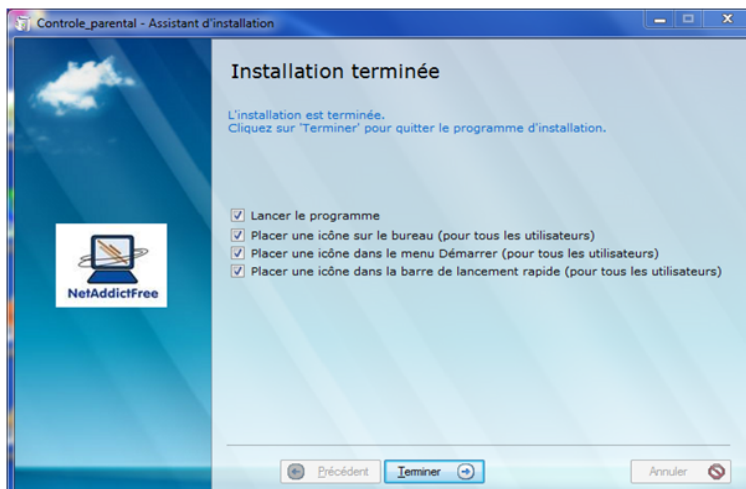 Controle_parental - Assistant d'installation
Installation terminée
L'installation est terminée.
Cliquez sur 'Terminer' pour quitter le programme d'installation.
Lancer le programme
Placer une icône sur le bureau (pour tous les utilisateurs)
Placer une icône dans le menu Démarrer (pour tous les utilisateurs)
Placer une icône dans la barre de lancement rapide (pour tous les utilisateurs)
NetAddictFree
Précédent
Terminer
Annuler